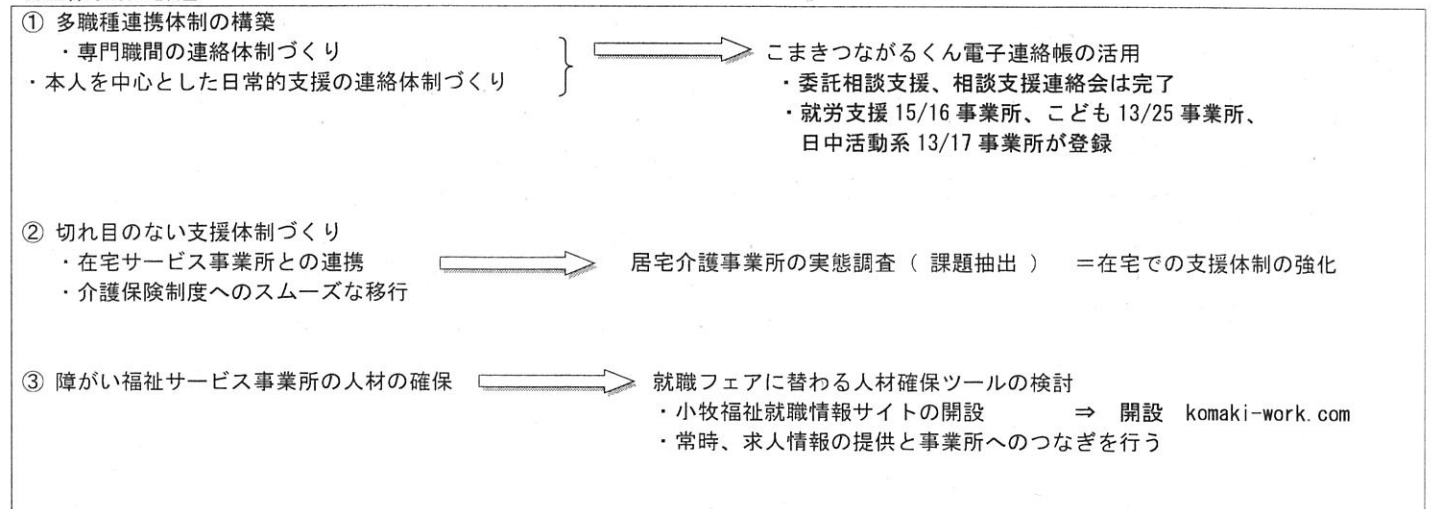 ① 多職種連携体制の構築
・専門職間の連絡体制づくり
・本人を中心とした日常的支援の連絡体制づくり
こまきつながるくん電子連絡帳の活用
・委託相談支援、相談支援連絡会は完了
・就労支援 15/16 事業所、こども 13/25 事業所、
日中活動系 13/17 事業所が登録
② 切れ目のない支援体制づくり
・在宅サービス事業所との連携
・介護保険制度へのスムーズな移行
居宅介護事業所の実態調査（ 課題抽出 ） ＝在宅での支援体制の強化
③ 障がい福祉サービス事業所の人材の確保
就職フェアに替わる人材確保ツールの検討
・小牧福祉就職情報サイトの開設 ⇒ 開設 komaki-work.com
・常時、求人情報の提供と事業所へのつなぎを行う